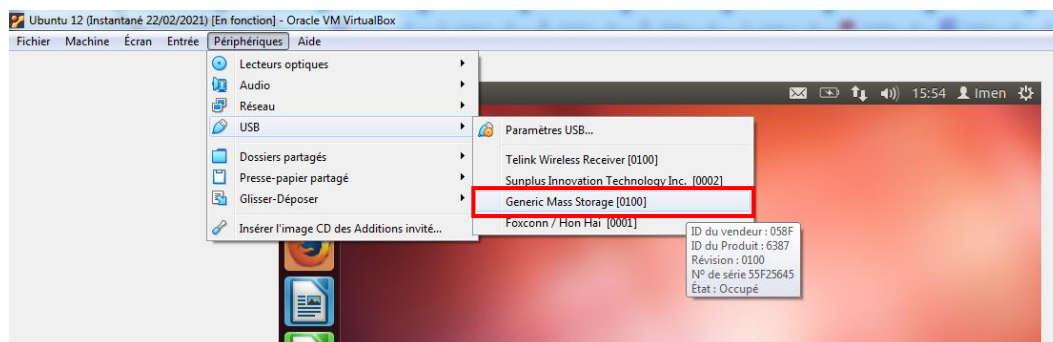 Ubuntu 12 (Instantané 22/02/2021) [En fonction] - Oracle VM VirtualBox
Fichier Machine Écran Entrée Périphériques Aide
Lecteurs optiques
Audio
Réseau
USB
Dossiers partagés
Presse-papier partagé
Glisser-Déposer
Insérer l'image CD des Additions invité...
15:54 Imen
Paramètres USB...
Telink Wireless Receiver [0100]
Sunplus Innovation Technology Inc. [0002]
Generic Mass Storage [0100]
Foxconn / Hon Hai [0001]
ID du vendeur : 058F
ID du Produit : 6387
Révision : 0100
Nº de série 55F25645
État : Occupé